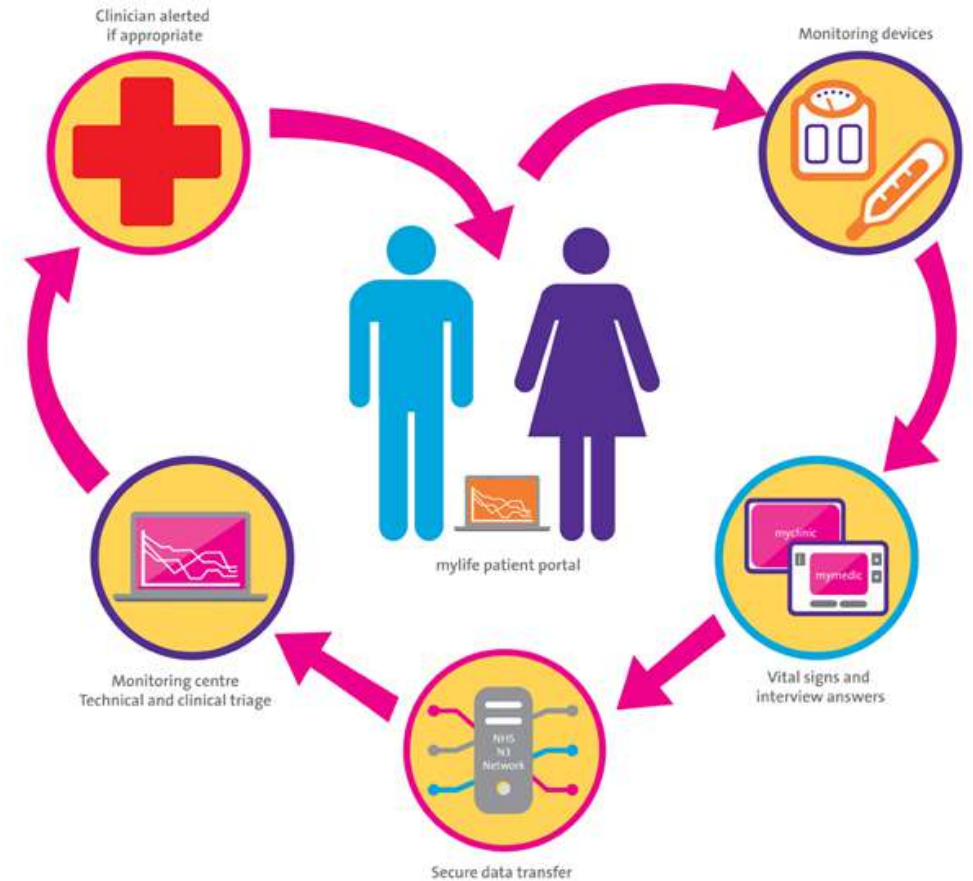 Clinician alerted
if appropriate
Monitoring devices
myclinic
mymedic
mylife patient portal
Vital signs and
interview answers
Monitoring centre
Technical and clinical triage
NHS
N3
Network
Secure data transfer